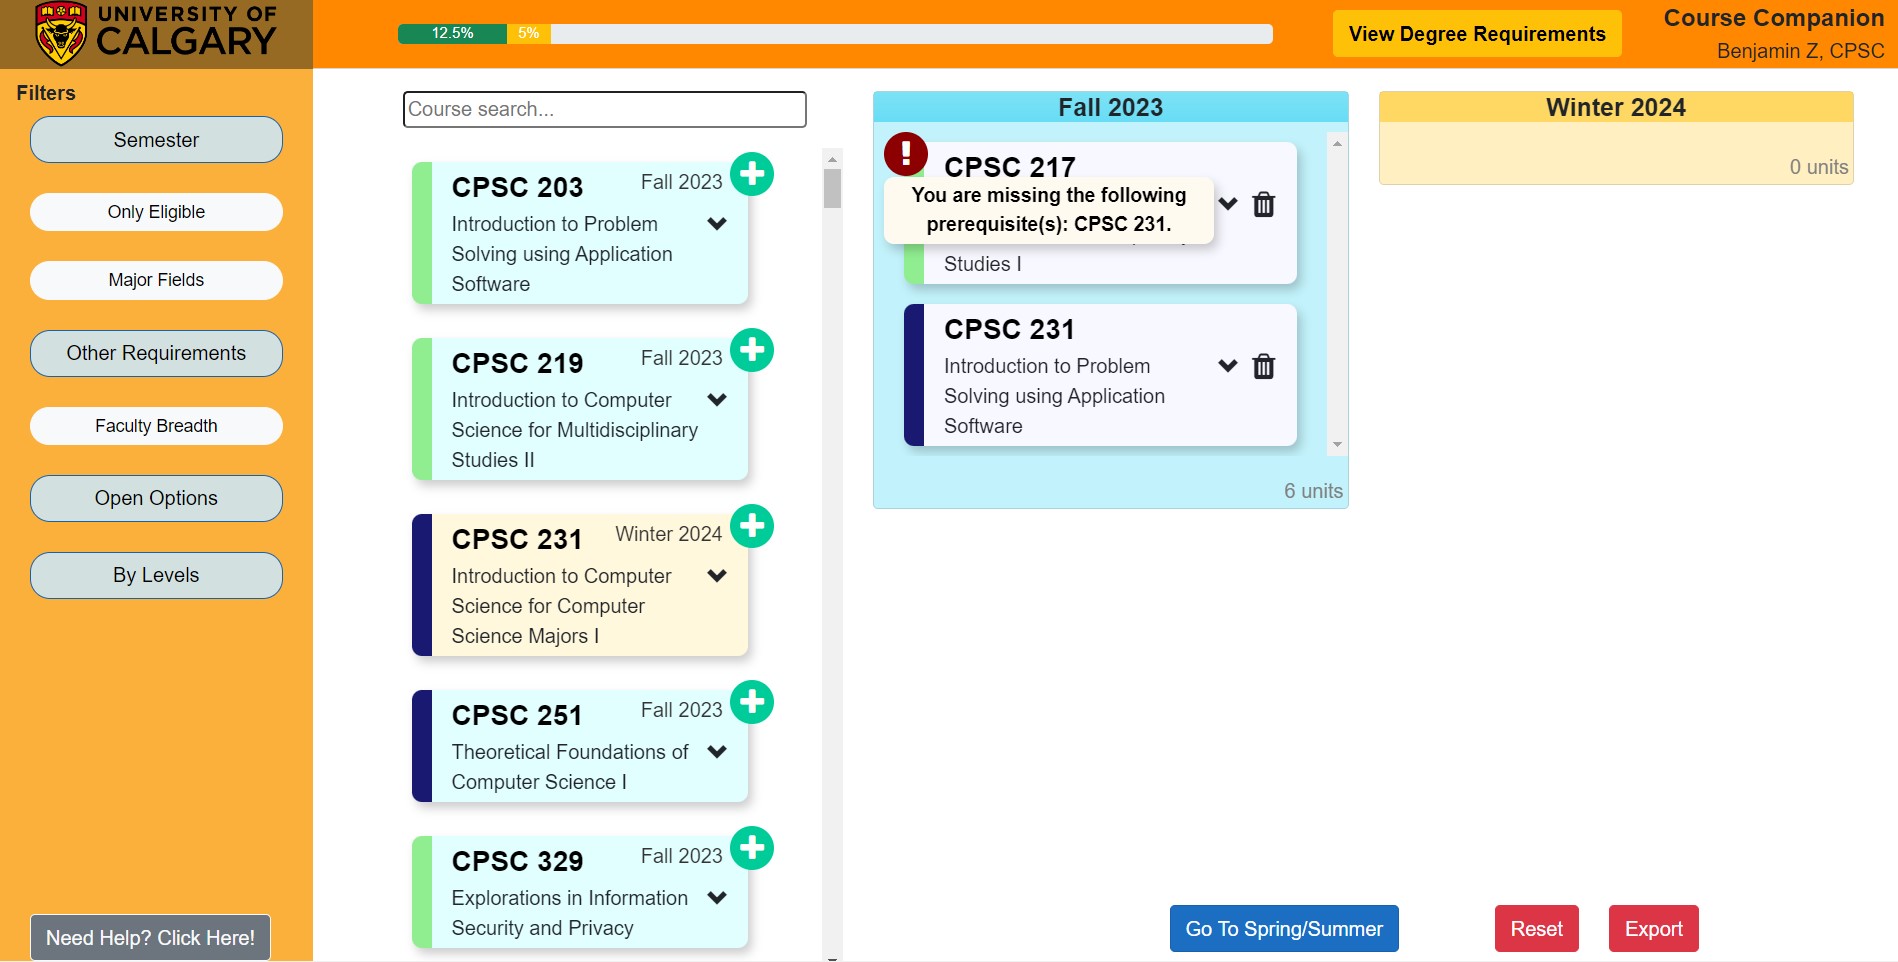 UNIVERSITY OF
CALGARY
12.5%
5%
View Degree Requirements
Course Companion
Benjamin Z, CPSC
Filters
Semester
Only Eligible
Major Fields
Other Requirements
Faculty Breadth
Open Options
By Levels
Need Help? Click Here!
Course search...
CPSC 203
Fall 2023
Introduction to Problem
Solving using Application
Software
CPSC 219
Fall 2023
Introduction to Computer
Science for Multidisciplinary
Studies II
CPSC 231
Winter 2024
Introduction to Computer
Science for Computer
Science Majors I
CPSC 251
Fall 2023
Theoretical Foundations of
Computer Science I
CPSC 329
Fall 2023
Explorations in Information
Security and Privacy
Fall 2023
!
CPSC 217
You are missing the following
prerequisite(s): CPSC 231.
Studies I
CPSC 231
Introduction to Problem
Solving using Application
Software
6 units
Winter 2024
0 units
Go To Spring/Summer
Reset
Export